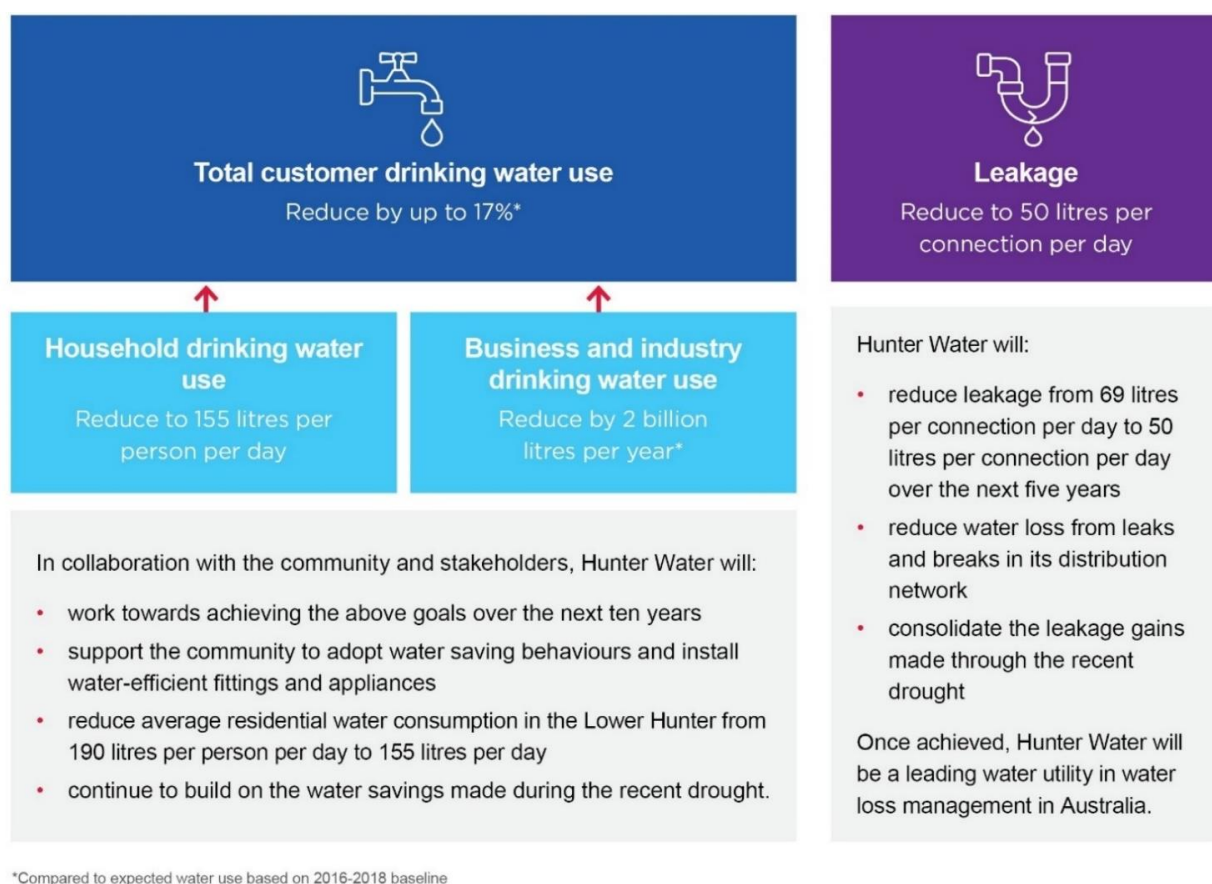 Total customer drinking water use
Reduce by up to 17%*
Household drinking water
use
Reduce to 155 litres per
person per day
Business and industry
drinking water use
Reduce by 2 billion
litres per year*
In collaboration with the community and stakeholders, Hunter Water will:
• work towards achieving the above goals over the next ten years
• support the community to adopt water saving behaviours and install
water-efficient fittings and appliances
• reduce average residential water consumption in the Lower Hunter from
190 litres per person per day to 155 litres per day
• continue to build on the water savings made during the recent drought.
Leakage
Reduce to 50 litres per
connection per day
Hunter Water will:
• reduce leakage from 69 litres
per connection per day to 50
litres per connection per day
over the next five years
• reduce water loss from leaks
and breaks in its distribution
network
• consolidate the leakage gains
made through the recent
drought
Once achieved, Hunter Water will
be a leading water utility in water
loss management in Australia.
*Compared to expected water use based on 2016-2018 baseline